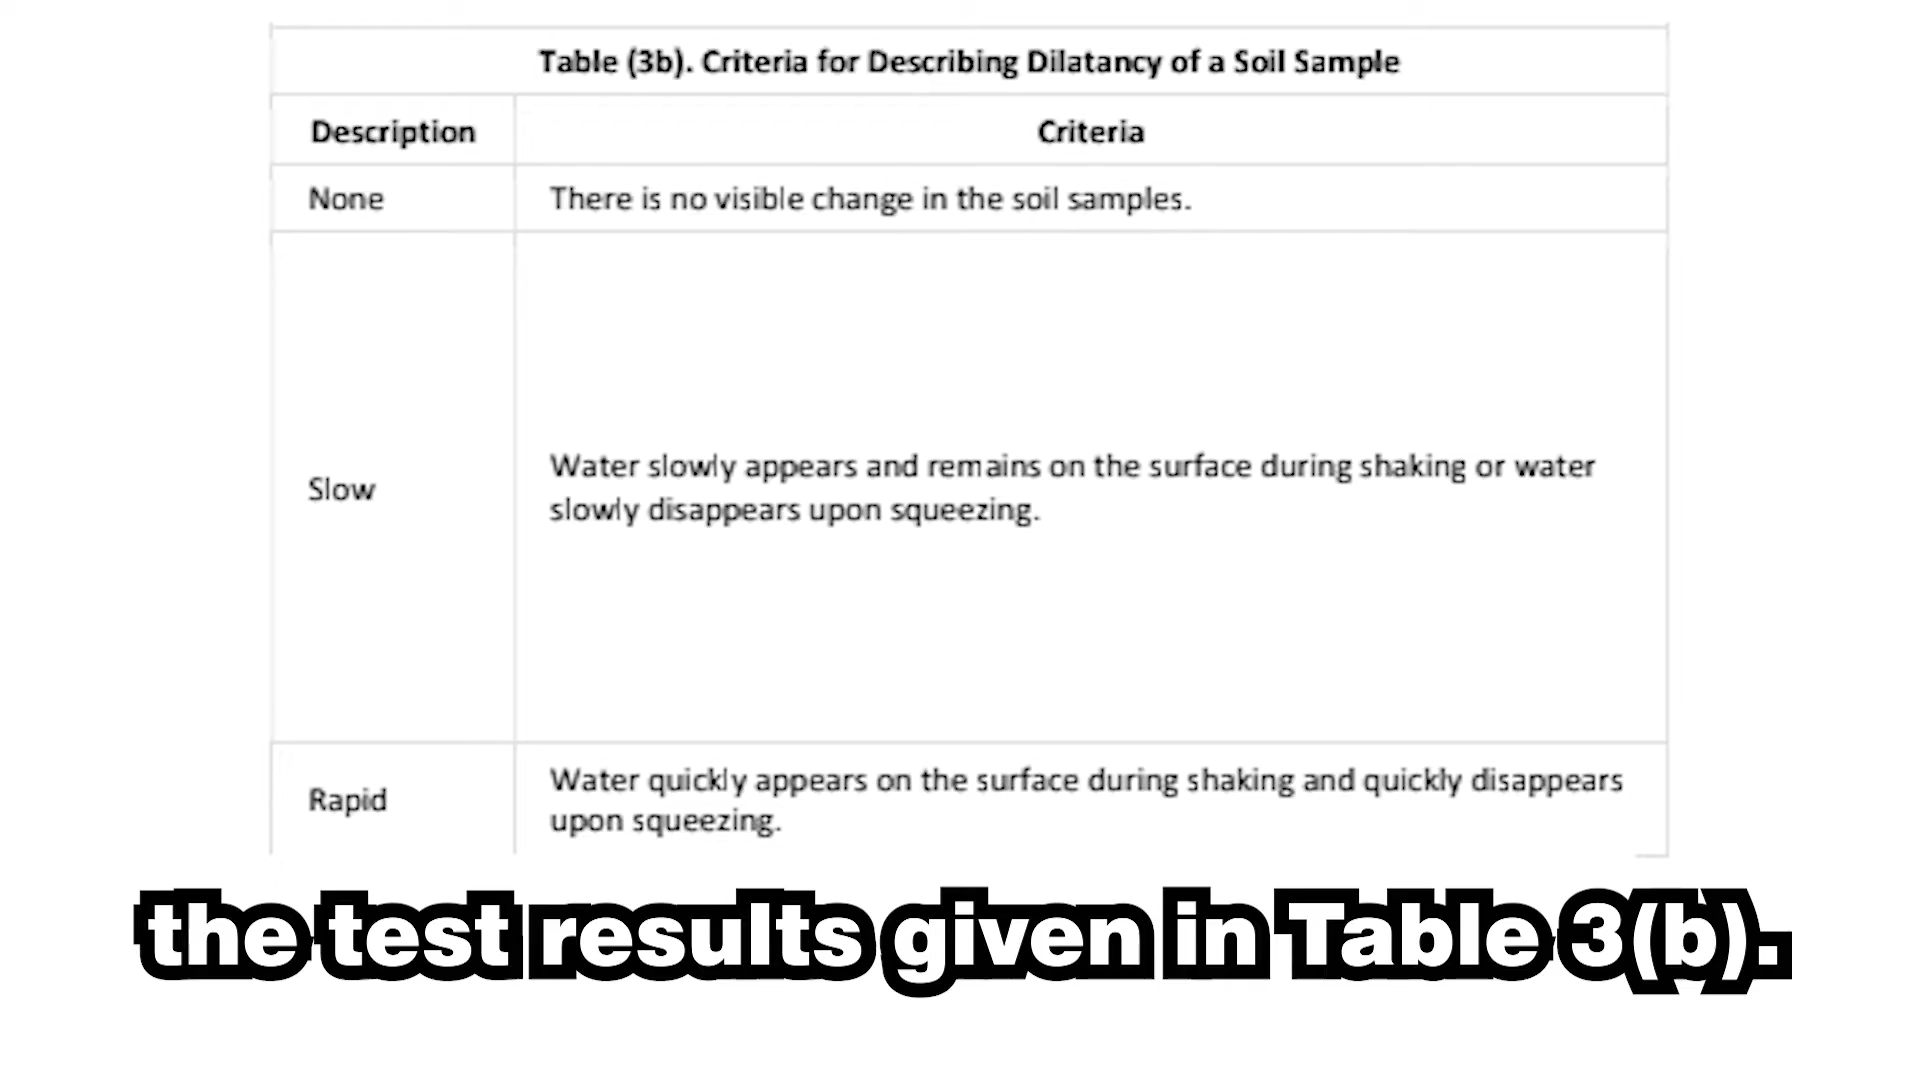 Table (3b). Criteria for Describing Dilatancy of a Soil Sample
Description
Criteria
None
There is no visible change in the soil samples.
Slow
Water slowly appears and remains on the surface during shaking or water
slowly disappears upon squeezing.
Rapid
Water quickly appears on the surface during shaking and quickly disappears
upon squeezing.
the test results given in Table 3(b).